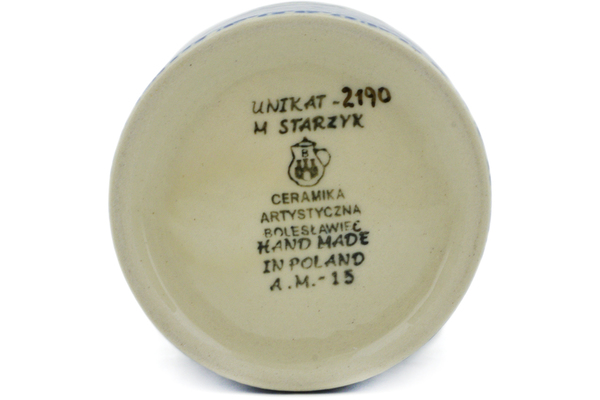 UNIKAT - 2190
M STARZYK
B
CERAMIKA
ARTYSTYCZNA
BOLESŁAWIEC
HAND MADE
IN POLAND
A.M.-15